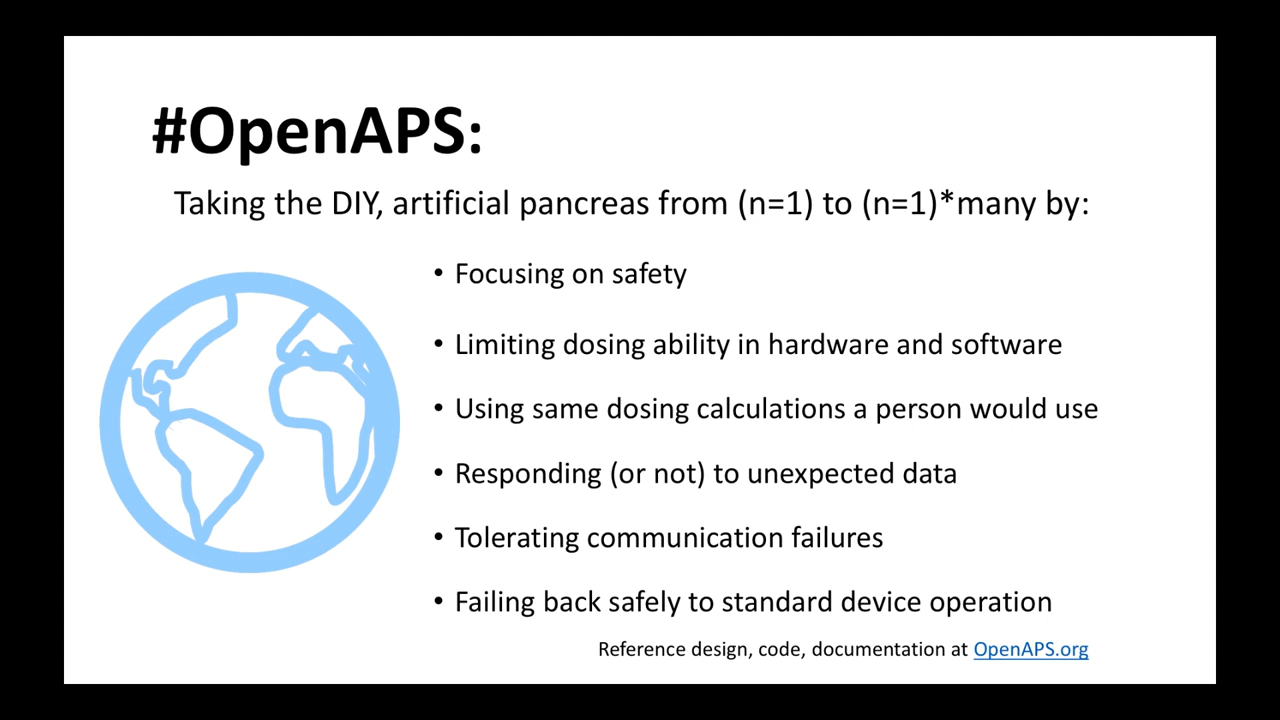 #OpenAPS:
Taking the DIY, artificial pancreas from (n=1) to (n=1)*many by:
• Focusing on safety
• Limiting dosing ability in hardware and software
• Using same dosing calculations a person would use
• Responding (or not) to unexpected data
• Tolerating communication failures
• Failing back safely to standard device operation
Reference design, code, documentation at OpenAPS.org